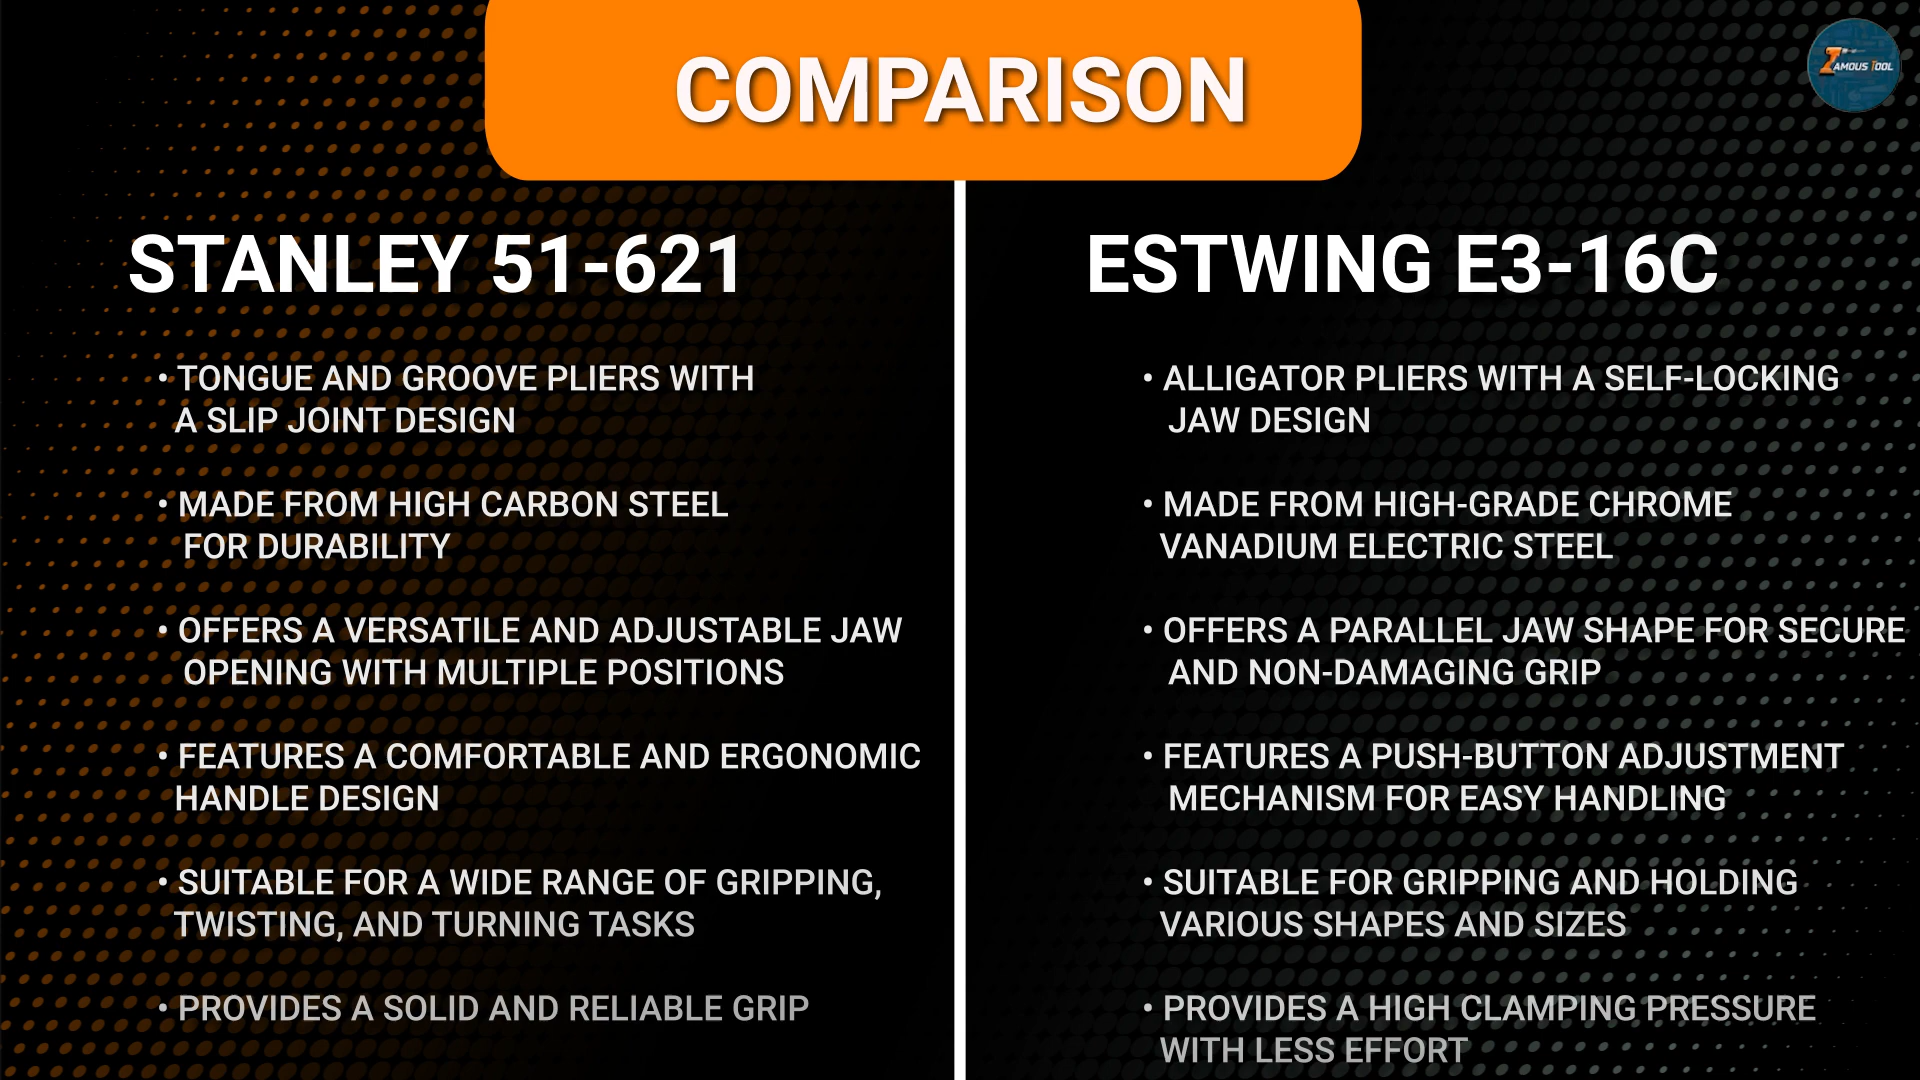 COMPARISON
ZAMOUS TOOL
STANLEY 51-621
• TONGUE AND GROOVE PLIERS WITH
A SLIP JOINT DESIGN
• MADE FROM HIGH CARBON STEEL
FOR DURABILITY
• OFFERS A VERSATILE AND ADJUSTABLE JAW
OPENING WITH MULTIPLE POSITIONS
• FEATURES A COMFORTABLE AND ERGONOMIC
HANDLE DESIGN
• SUITABLE FOR A WIDE RANGE OF GRIPPING,
TWISTING, AND TURNING TASKS
• PROVIDES A SOLID AND RELIABLE GRIP
ESTWING E3-16C
• ALLIGATOR PLIERS WITH A SELF-LOCKING
JAW DESIGN
• MADE FROM HIGH-GRADE CHROME
VANADIUM ELECTRIC STEEL
• OFFERS A PARALLEL JAW SHAPE FOR SECURE
AND NON-DAMAGING GRIP
• FEATURES A PUSH-BUTTON ADJUSTMENT
MECHANISM FOR EASY HANDLING
• SUITABLE FOR GRIPPING AND HOLDING
VARIOUS SHAPES AND SIZES
• PROVIDES A HIGH CLAMPING PRESSURE
WITH LESS EFFORT